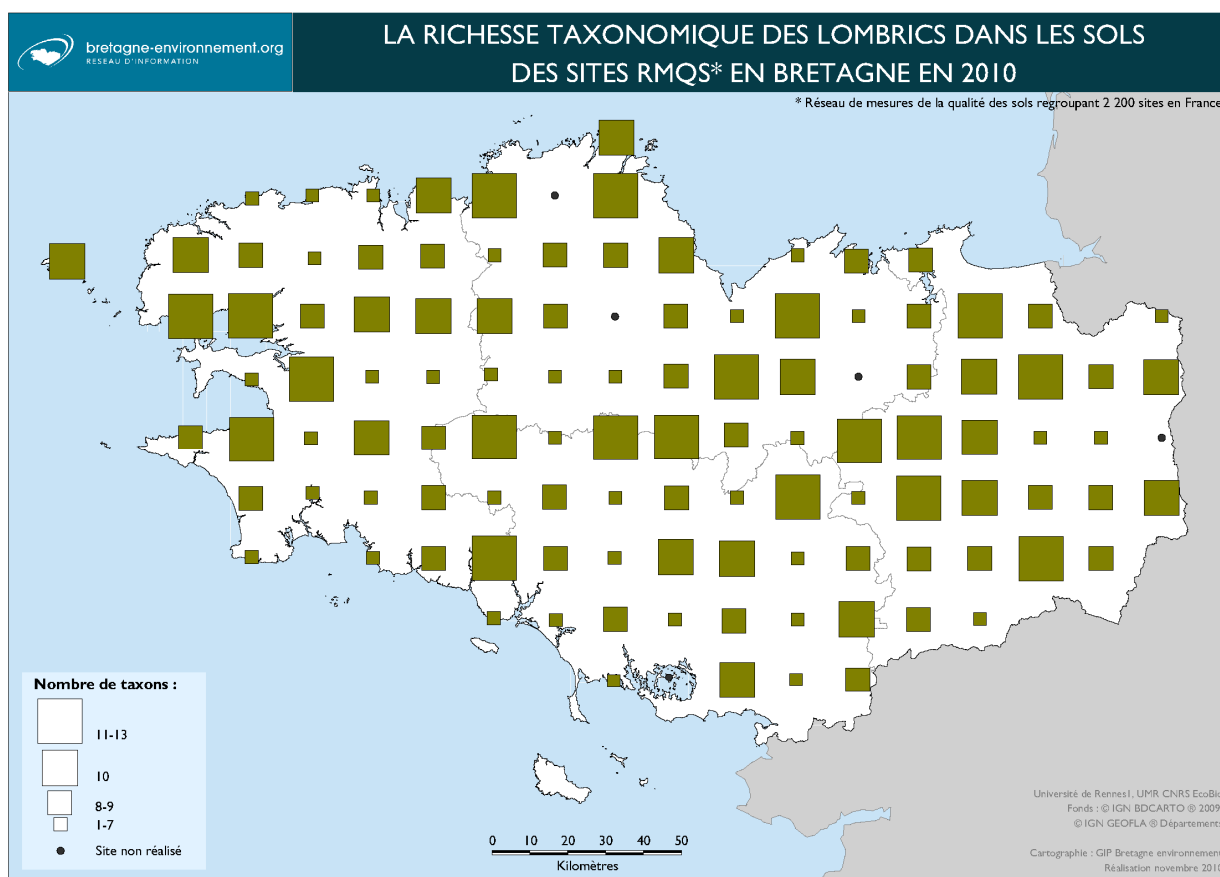 bretagne-environnement.org
RESEAU D'INFORMATION
LA RICHESSE TAXONOMIQUE DES LOMBRICS DANS LES SOLS
DES SITES RMQS* EN BRETAGNE EN 2010
* Réseau de mesures de la qualité des sols regroupant 2 200 sites en France
Nombre de taxons :
11-13
10
8-9
1-7
Site non réalisé
0 10 20 30 40 50
Kilomètres
Université de Rennes1, UMR CNRS EcoBio
Fonds : © IGN BDCARTO ® 2009
© IGN GEOFLA ® Départements
Cartographie : GIP Bretagne environnement
Réalisation novembre 2010